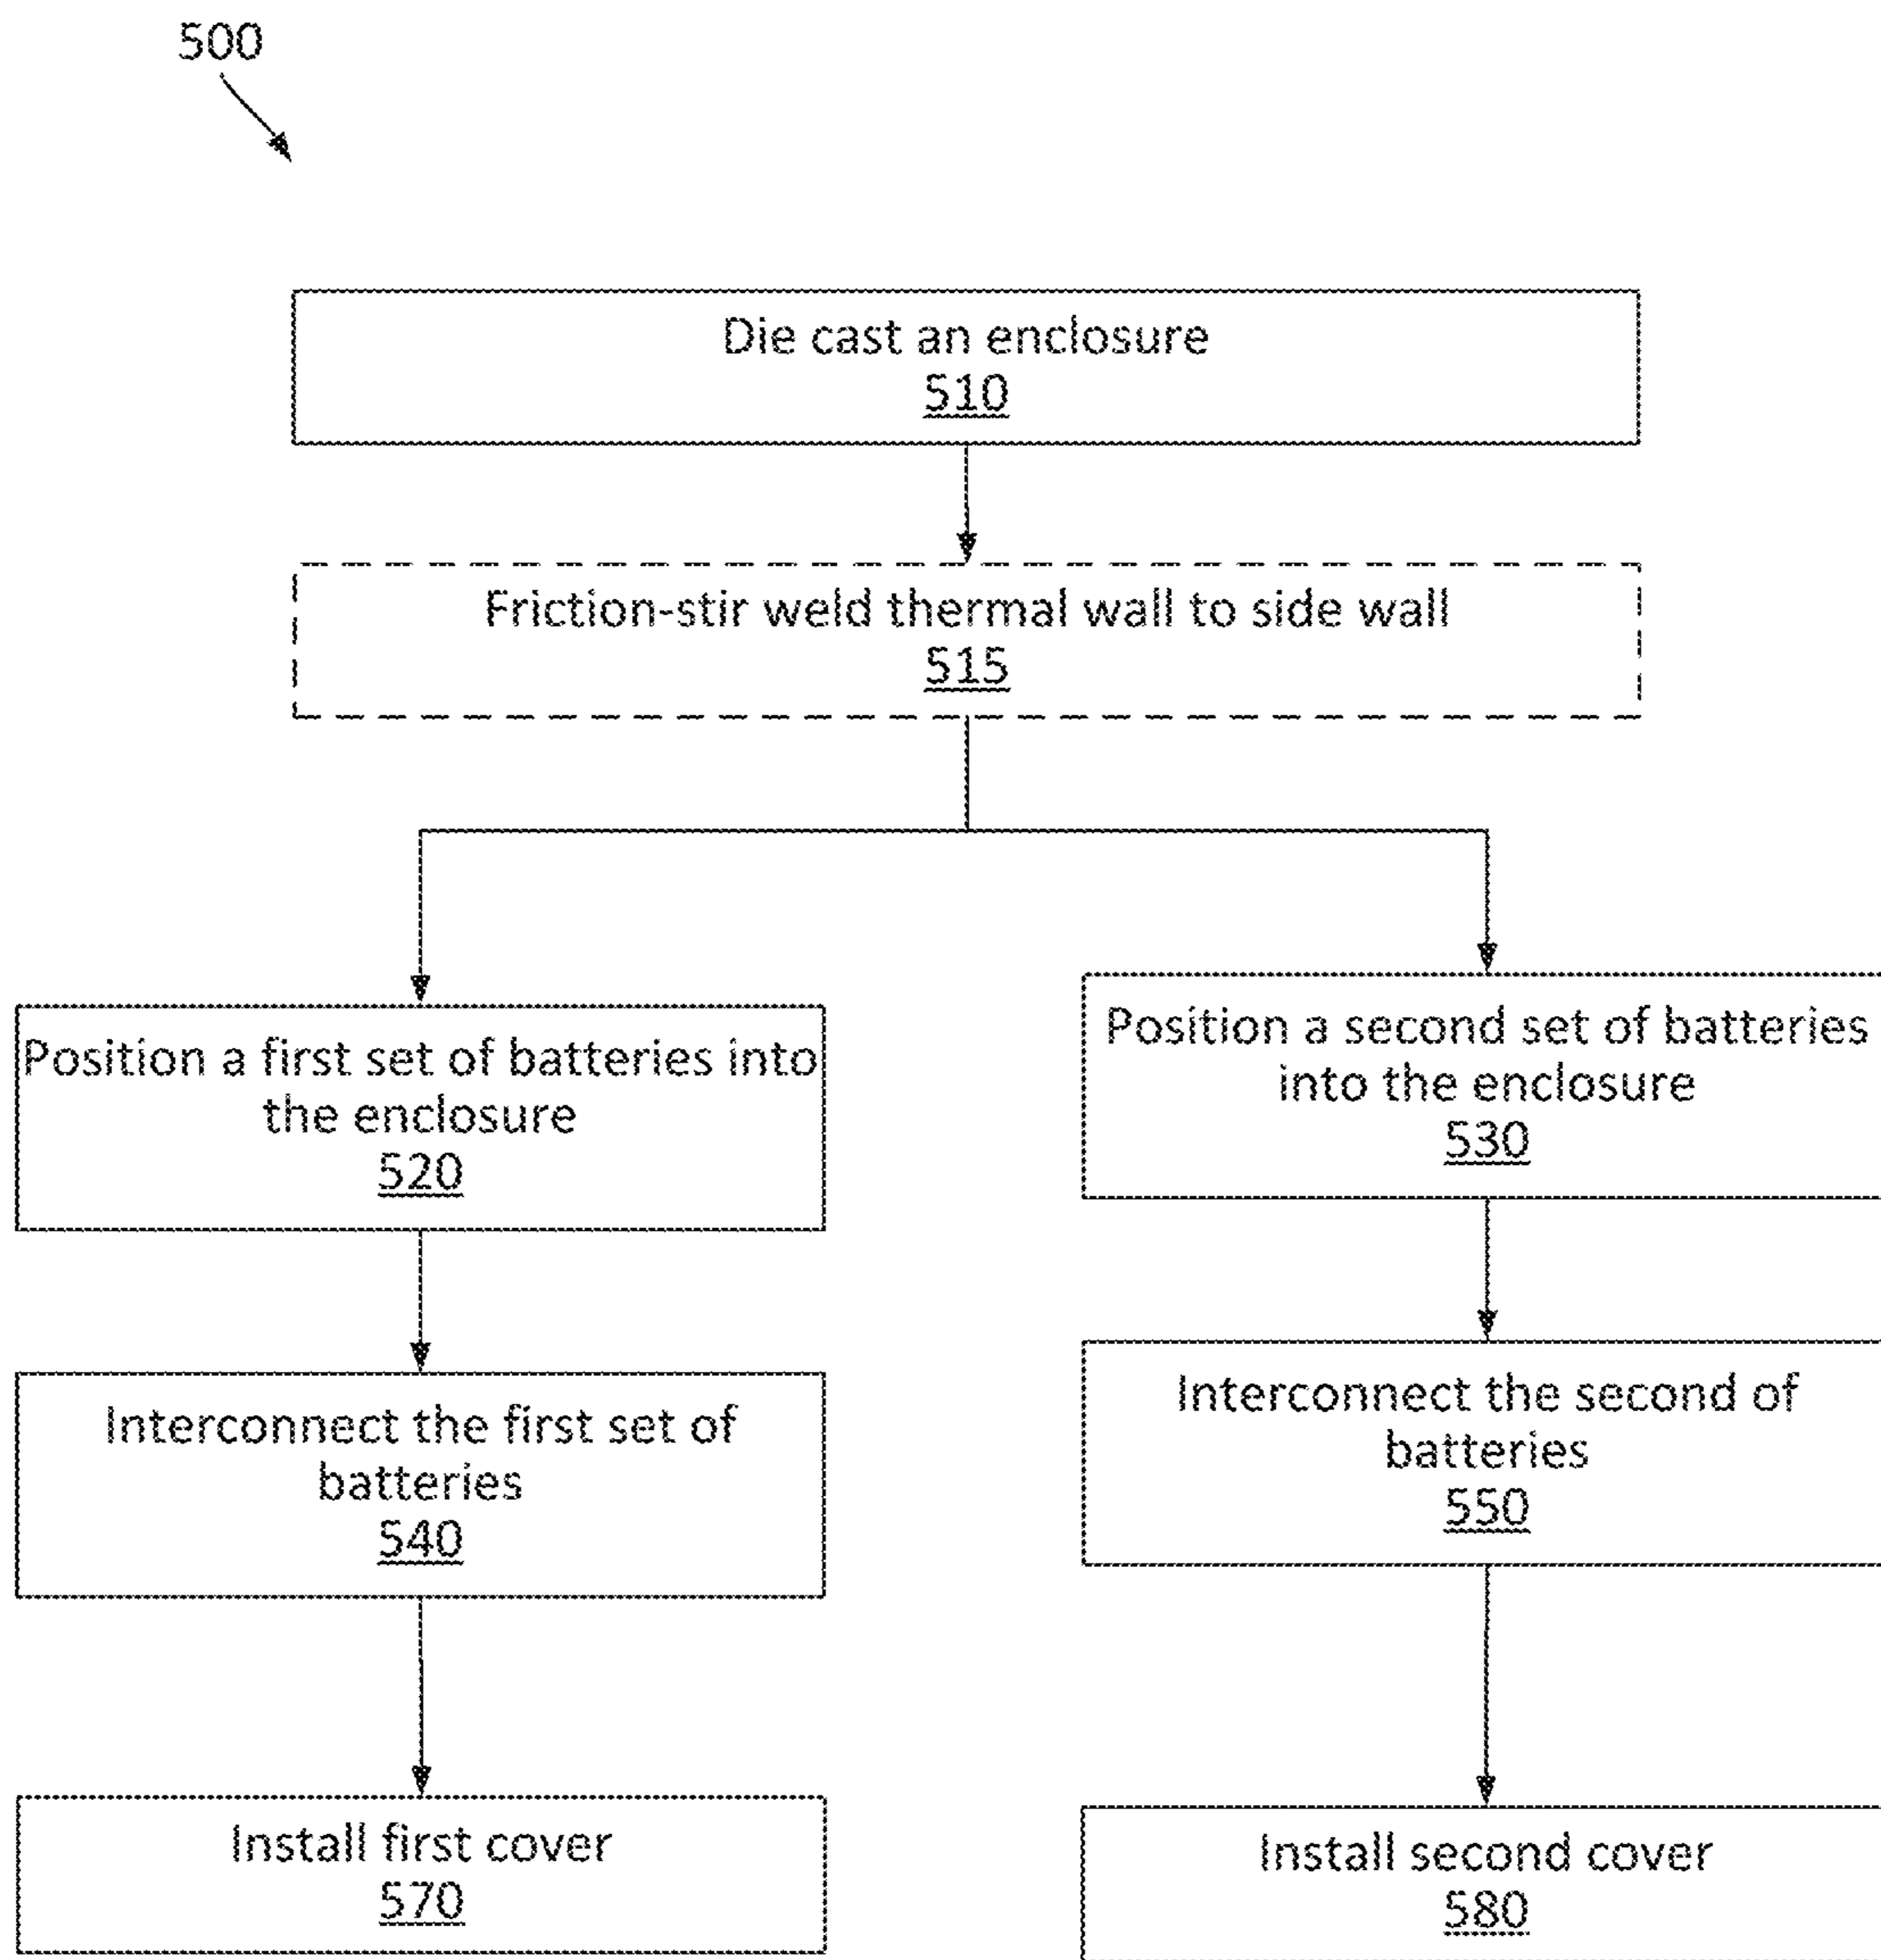 500
Die cast an enclosure
510
Friction-stir weld thermal wall to side wall
515
Position a first set of batteries into
the enclosure
520
Position a second set of batteries
into the enclosure
530
Interconnect the first set of
batteries
540
Interconnect the second of
batteries
550
Install first cover
570
Install second cover
580